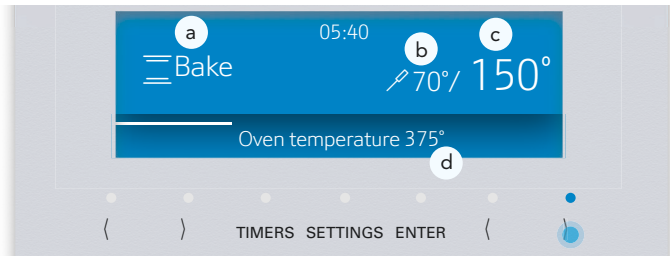 a
05:40
b
c
Bake
70°/ 150°
Oven temperature 375°
d
⟨ ⟩ TIMERS SETTINGS ENTER ⟨ ⟩